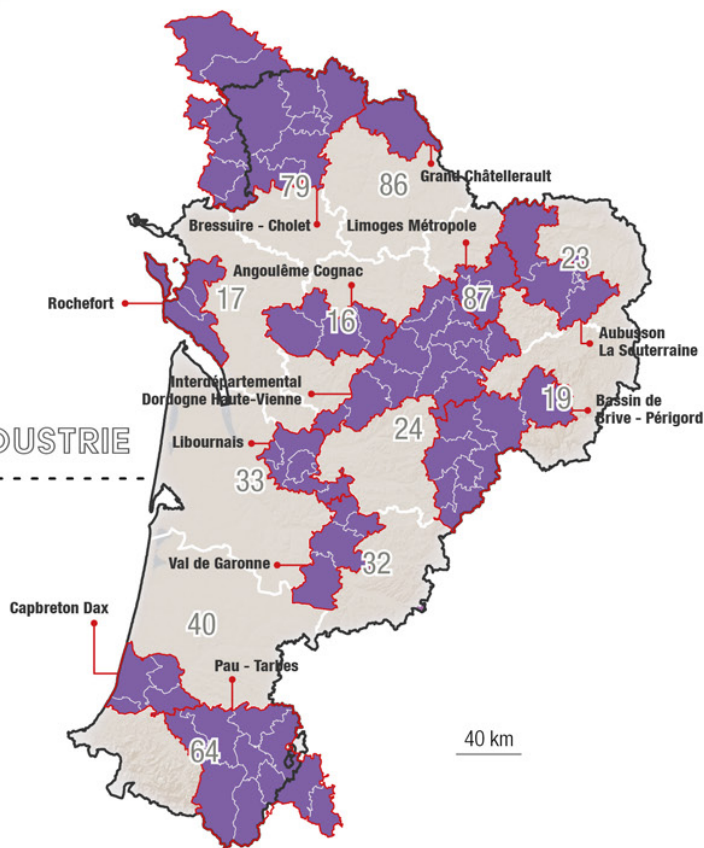 79
86
Grand Châtellerault
Bressuire - Cholet
Limoges Métropole
23
Angoulême Cognac
17
87
Rochefort
16
Aubusson
La Souterraine
Interdépartemental
Dordogne Haute-Vienne
19
Bassin de
Brive - Périgord
24
DUSTRIE
Libournais
33
Val de Garonne
32
Capbreton Dax
40
Pau - Tarbes
64
40 km